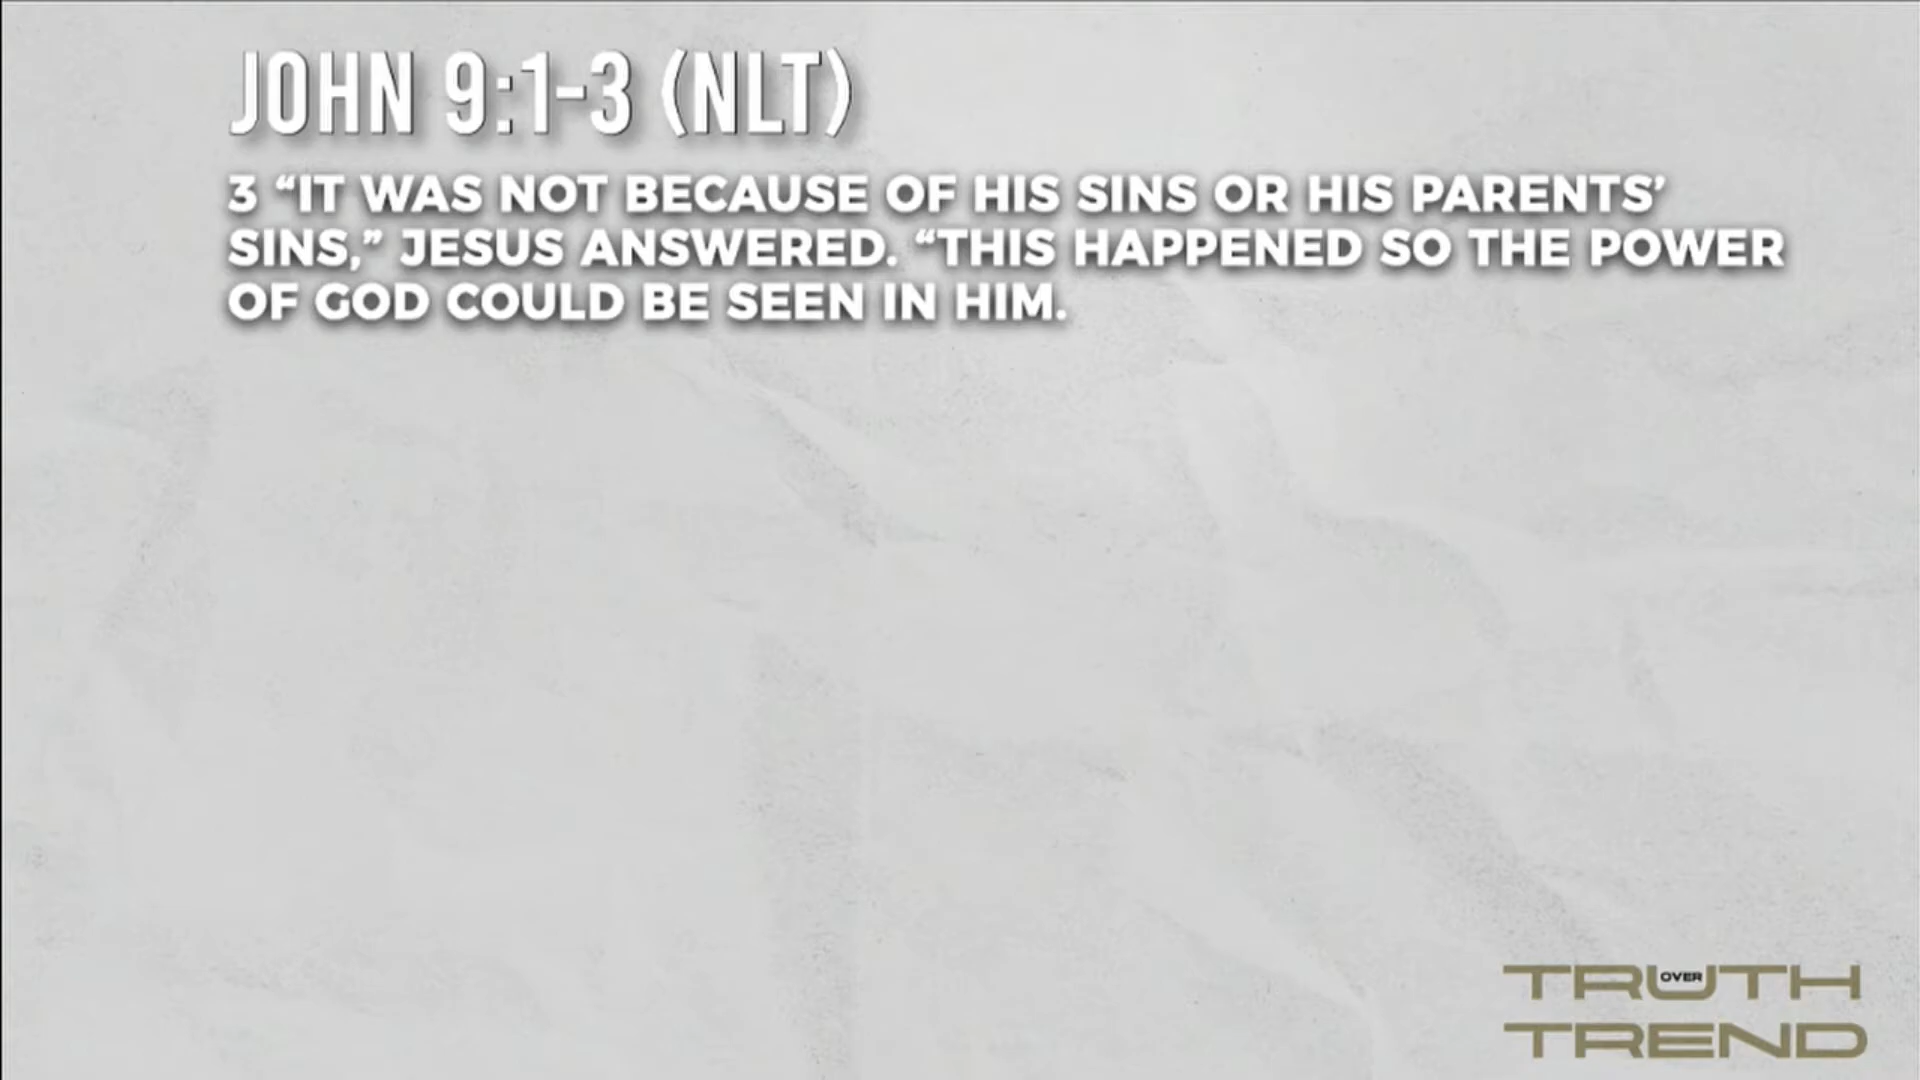 JOHN 9:1-3 (NLT)
3 “IT WAS NOT BECAUSE OF HIS SINS OR HIS PARENTS’
SINS,” JESUS ANSWERED. “THIS HAPPENED SO THE POWER
OF GOD COULD BE SEEN IN HIM.
TRUTH
OVER
TREND